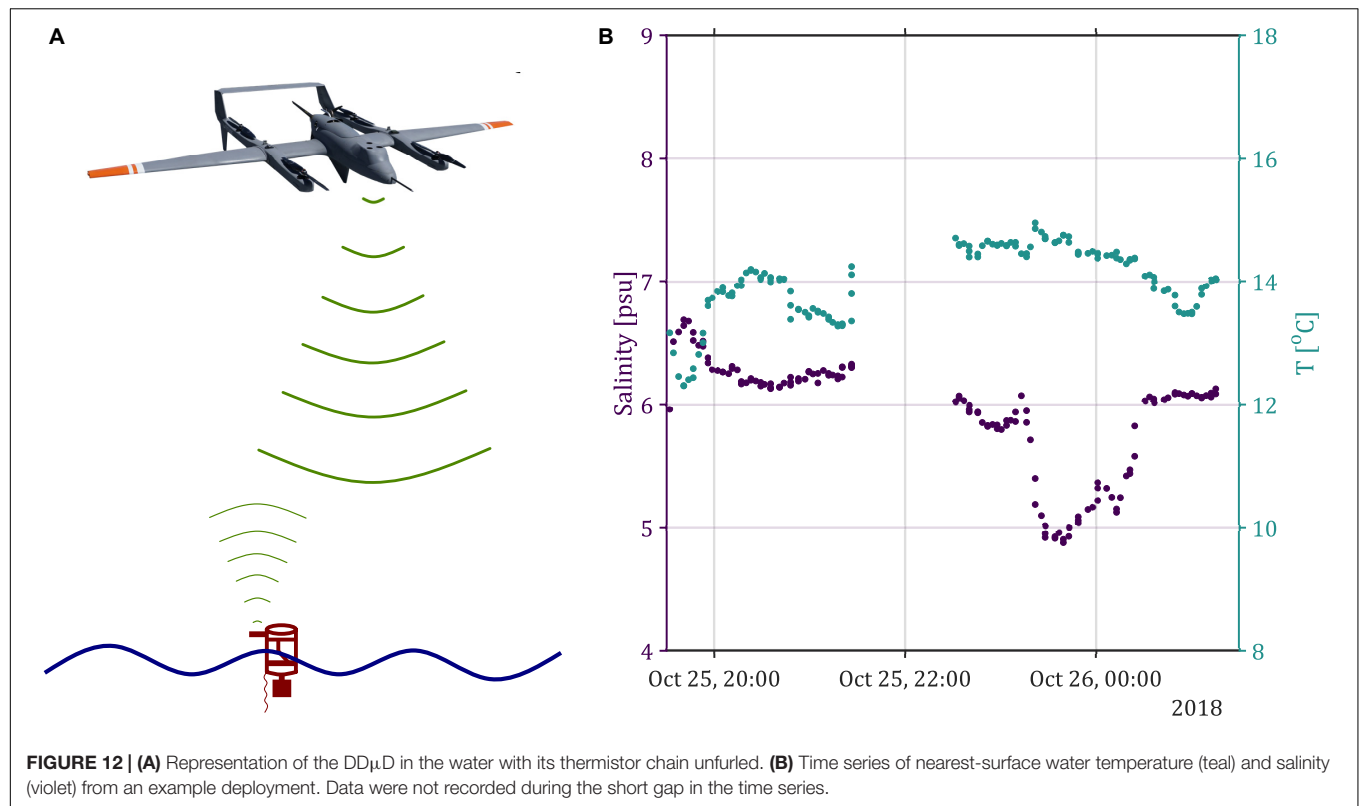 A
B
9
8
7
6
5
4
Salinity [psu]
18
16
14
12
10
8
T [°C]
Oct 25, 20:00
Oct 25, 22:00
Oct 26, 00:00
2018
FIGURE 12 | (A) Representation of the DDμD in the water with its thermistor chain unfurled. (B) Time series of nearest-surface water temperature (teal) and salinity
(violet) from an example deployment. Data were not recorded during the short gap in the time series.